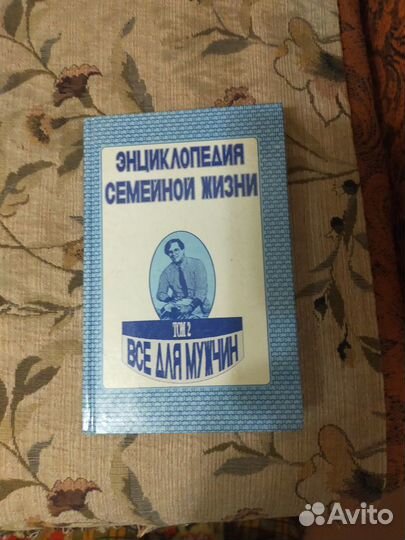 ЭНЦИКЛОПЕДИЯ
СЕМЕЙНОЙ ЖИЗНИ
ТОМ 2
ВСЕ ДЛЯ МУЖЧИН
Avito